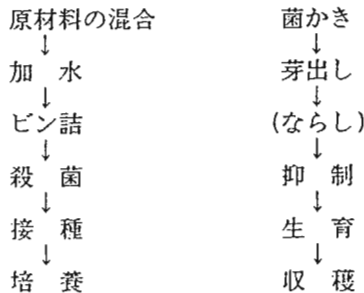 原材料の混合
↓
加 水
↓
ビン詰
↓
殺 菌
↓
接 種
↓
培 養
菌かき
↓
芽出し
↓
(ならし)
↓
抑 制
↓
生 育
↓
収 穫